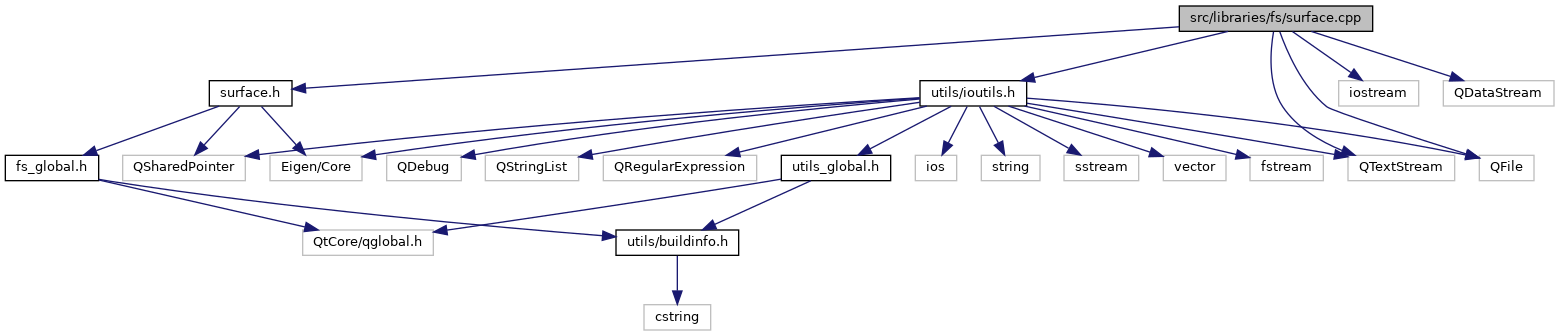 src/libraries/fs/surface.cpp
surface.h
utils/ioutils.h
iostream
QDataStream
fs_global.h
QSharedPointer
Eigen/Core
QDebug
QStringList
QRegularExpression
utils_global.h
ios
string
sstream
vector
fstream
QTextStream
QFile
QtCore/qglobal.h
utils/buildinfo.h
cstring